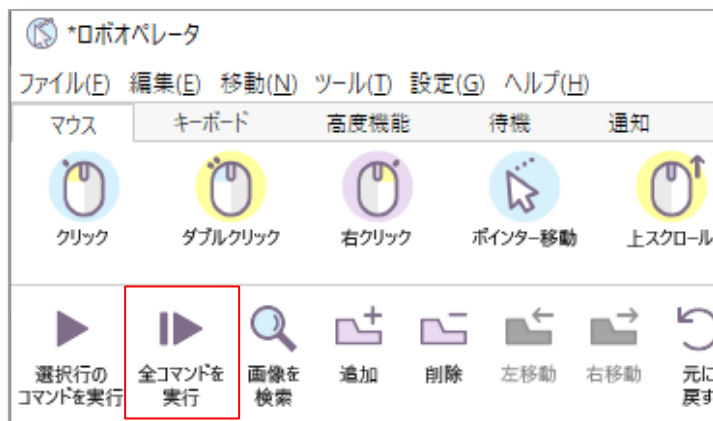 *ロボオペレータ
ファイル(F) 編集(E) 移動(N) ツール(T) 設定(G) ヘルプ(H)
マウス キーボード 高度機能 待機 通知
クリック ダブルクリック 右クリック ポインター移動 上スクロール
選択行の
コマンドを実行
全コマンドを
実行
画像を
検索
追加 削除 左移動 右移動
元に
戻す